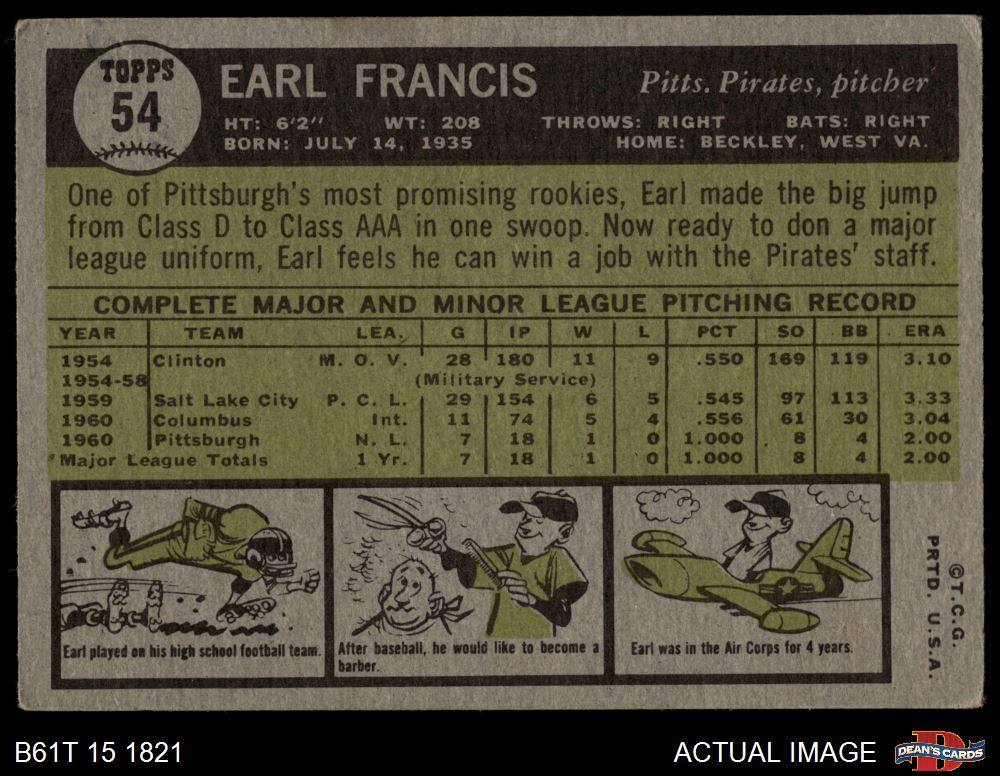 TOPPS
54
EARL FRANCIS
Pitts. Pirates, pitcher
HT: 6'2" WT: 208 THROWS: RIGHT BATS: RIGHT
BORN: JULY 14, 1935 HOME: BECKLEY, WEST VA.
One of Pittsburgh's most promising rookies, Earl made the big jump
from Class D to Class AAA in one swoop. Now ready to don a major
league uniform, Earl feels he can win a job with the Pirates' staff.
COMPLETE MAJOR AND MINOR LEAGUE PITCHING RECORD
YEAR TEAM LEA. G IP W L PCT SO BB ERA
1954 Clinton M. O. V. 28 180 11 9 .550 169 119 3.10
1954-58 (Military Service)
1959 Salt Lake City P. C. L. 29 154 6 5 .545 97 113 3.33
1960 Columbus Int. 11 74 5 4 .556 61 30 3.04
1960 Pittsburgh N. L. 7 18 1 0 1.000 8 4 2.00
Major League Totals 1 Yr. 7 18 1 0 1.000 8 4 2.00
Earl played on his high school football team.
After baseball, he would like to become a
barber.
Earl was in the Air Corps for 4 years.
©T.C.G.
PRTD. U.S.A.
B61T 15 1821
ACTUAL IMAGE
DEAN'S CARDS